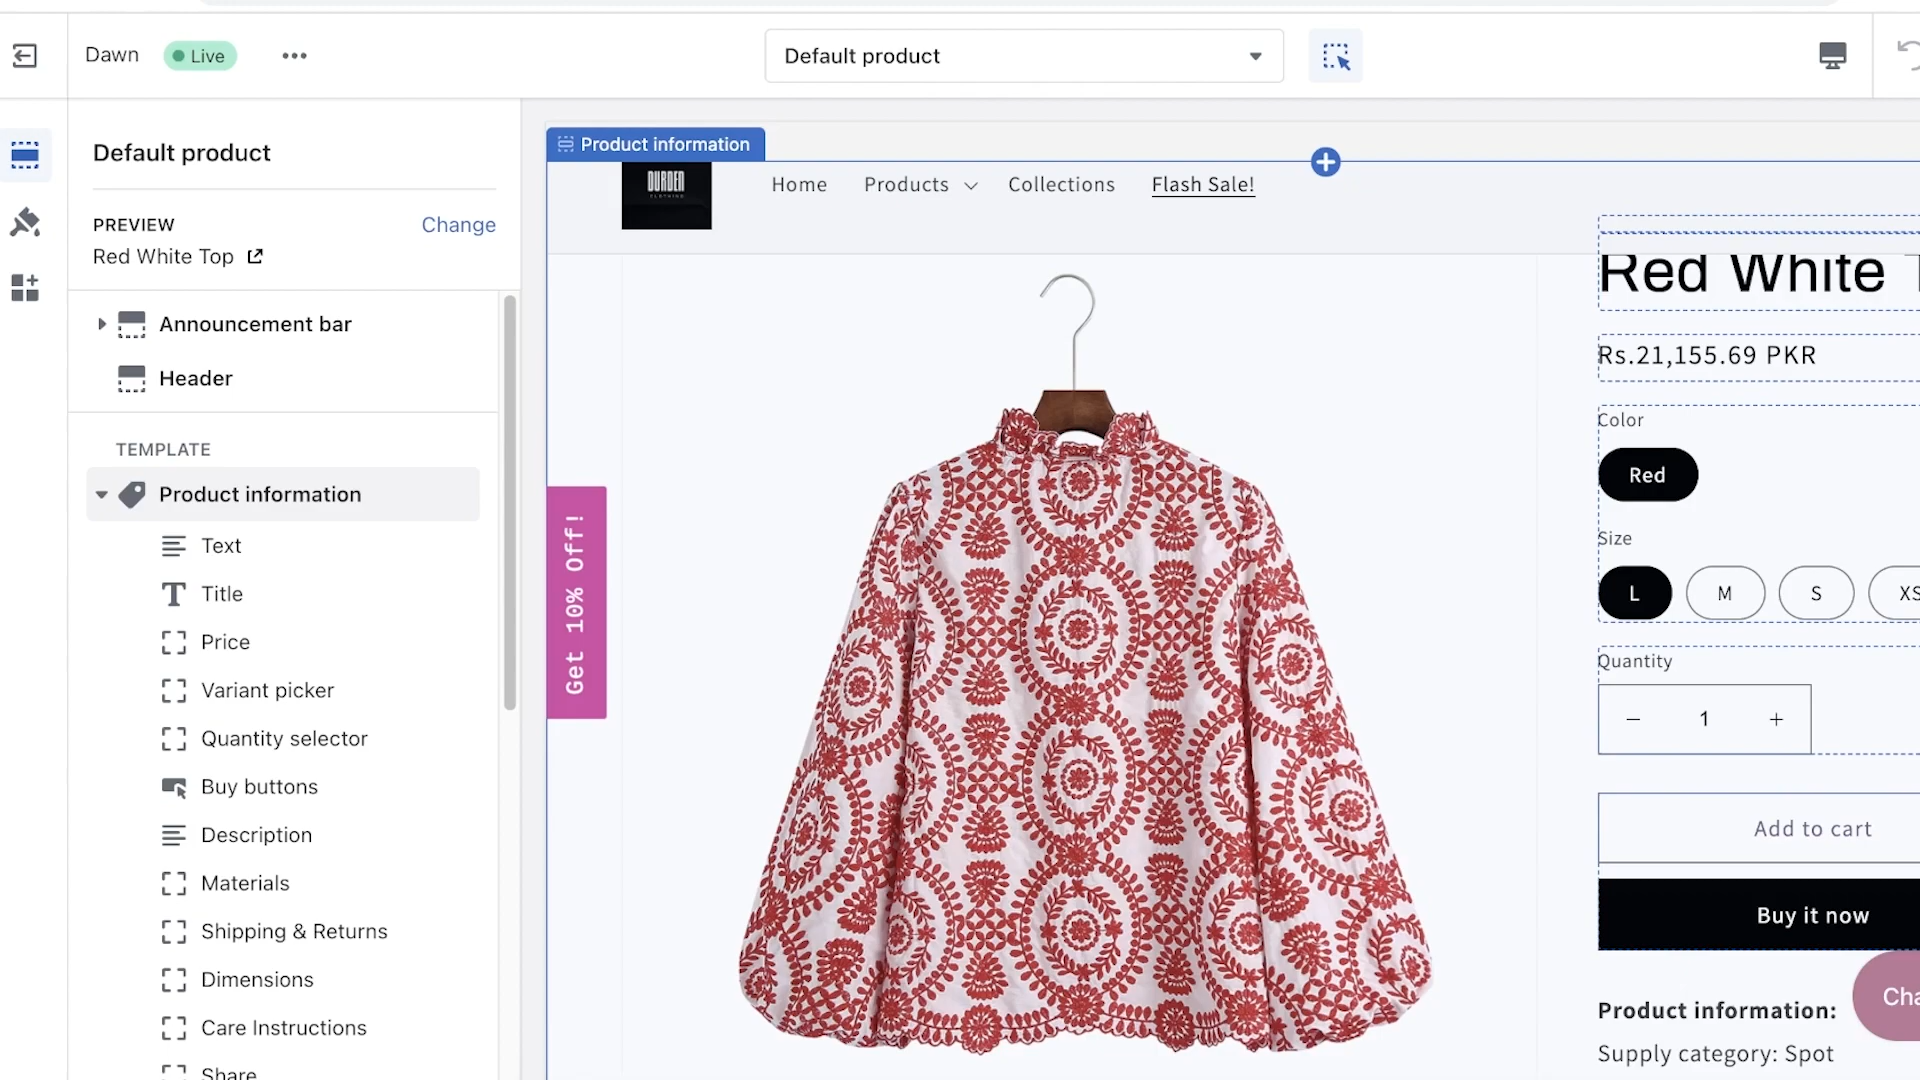 Dawn
Live
Default product
Default product
PREVIEW
Change
Red White Top
Announcement bar
Header
TEMPLATE
Product information
Text
Title
Price
Variant picker
Quantity selector
Buy buttons
Description
Materials
Shipping & Returns
Dimensions
Care Instructions
Share
Product information
DURDEN
CLOTHING
Home
Products
Collections
Flash Sale!
Get 10% Off!
Red White
Rs.21,155.69 PKR
Color
Red
Size
L
M
S
XS
Quantity
− 1 +
Add to cart
Buy it now
Product information:
Supply category: Spot